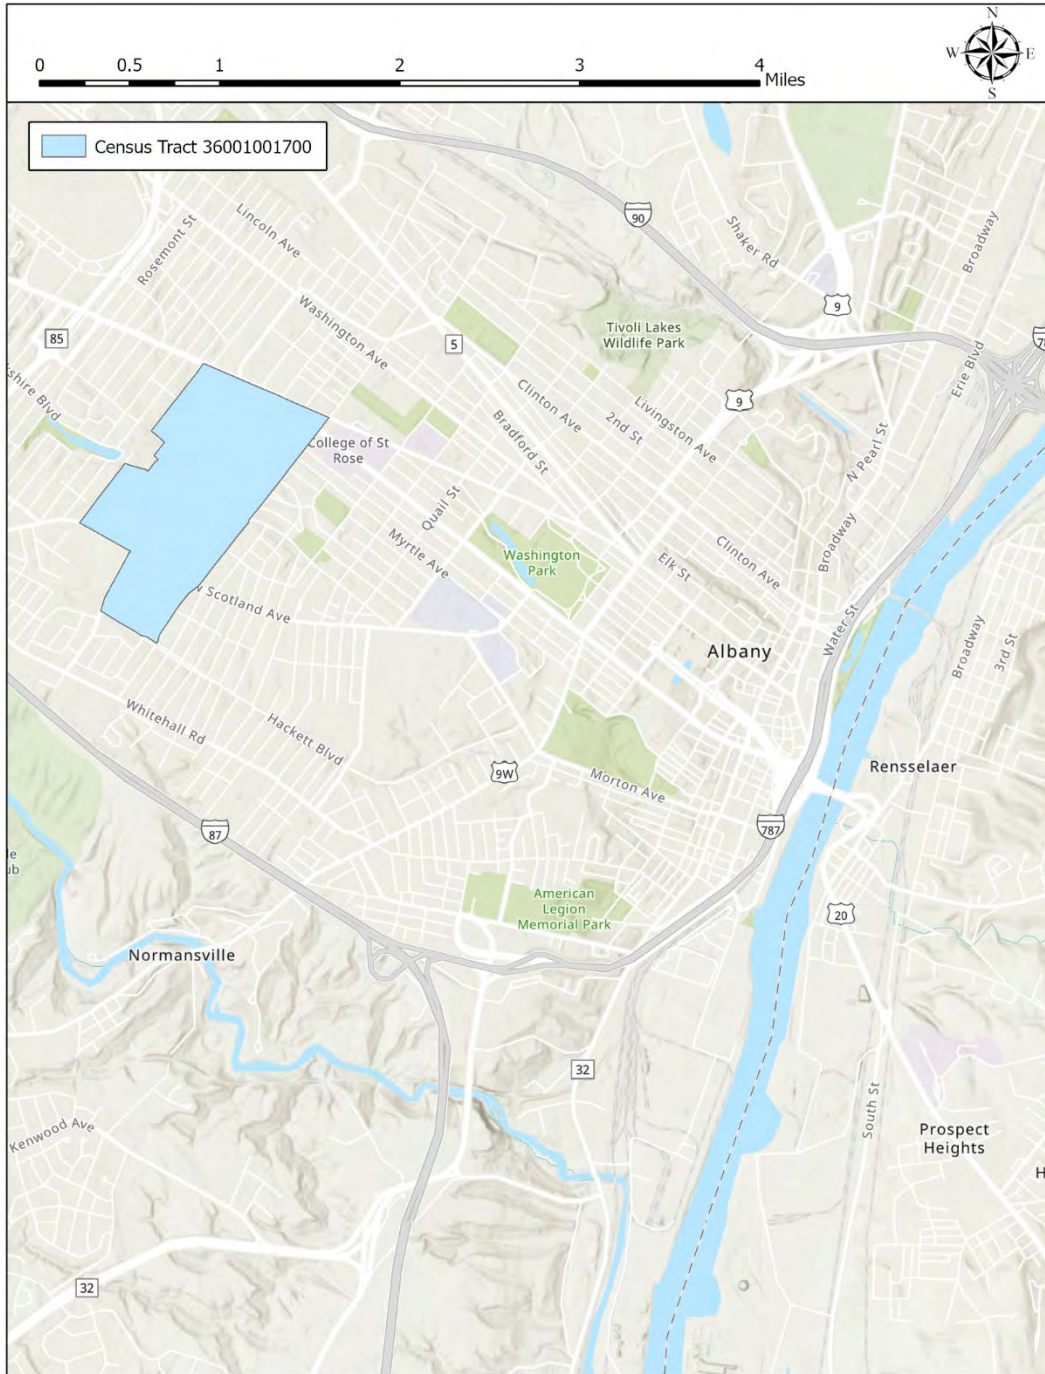 N
W E
S
0 0.5 1 2 3 4
Miles
Census Tract 36001001700
90
Rosemont St
Lincoln Ave
Shaker Rd
Broadway
9
85
Washington Ave
5
Tivoli Lakes
Wildlife Park
Erie Blvd
9
Clinton Ave
2nd St
Livingston Ave
Bradford St
College of St
Rose
N Pearl St
Quail St
Myrtle Ave
Washington
Park
Elk St
Clinton Ave
Broadway
Scotland Ave
Water St
Albany
Broadway
3rd St
Whitehall Rd
Hackett Blvd
9W
Morton Ave
Rensselaer
87
787
American
Legion
Memorial Park
20
Normansville
32
South St
Kenwood Ave
Prospect
Heights
H
32